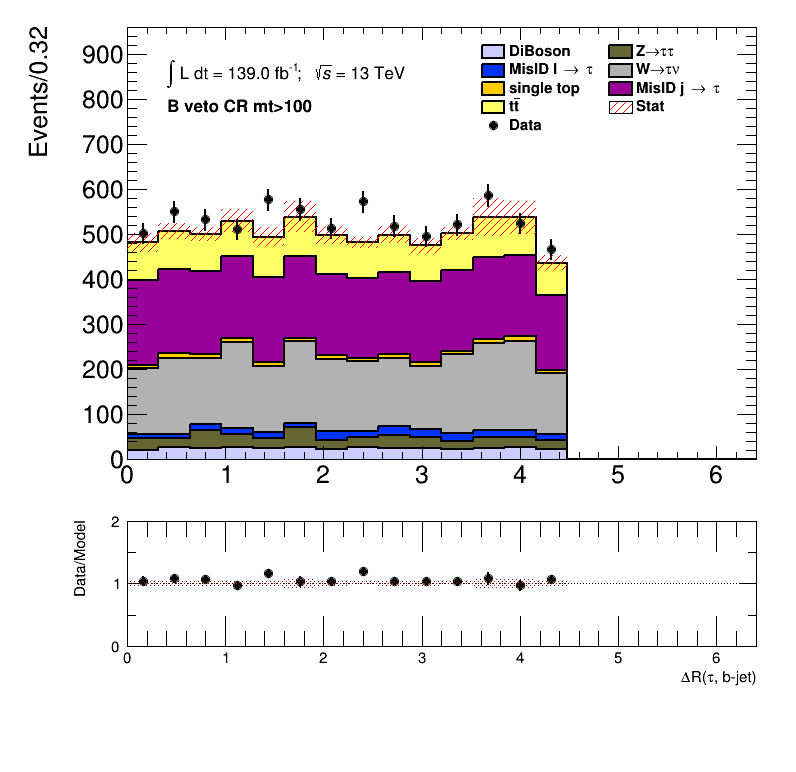 Events/0.32
900
800
700
600
500
400
300
200
100
0
∫ L dt = 139.0 fb⁻¹; √s = 13 TeV
B veto CR mt>100
DiBoson
Z→ττ
MisID l → τ
W→τν
single top
MisID j → τ
tt̄
Stat
Data
0 1 2 3 4 5 6
Data/Model
2
1
0
0 1 2 3 4 5 6
ΔR(τ, b-jet)